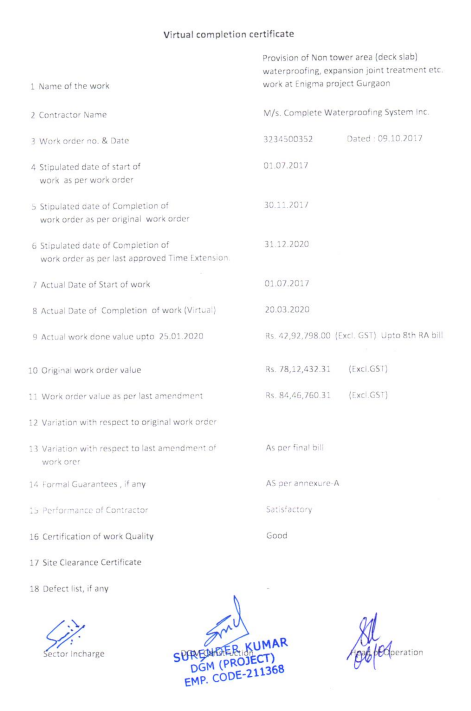 Virtual completion certificate
Provision of Non tower area (deck slab)
waterproofing, expansion joint treatment etc.
1 Name of the work work at Enigma project Gurgaon
2 Contractor Name M/s. Complete Waterproofing System Inc.
3 Work order no. & Date 3234500352 Dated : 09.10.2017
4 Stipulated date of start of 01.07.2017
work as per work order
5 Stipulated date of Completion of 30.11.2017
work order as per original work order
6 Stipulated date of Completion of 31.12.2020
work order as per last approved Time Extension
7 Actual Date of Start of work 01.07.2017
8 Actual Date of Completion of work (Virtual) 20.03.2020
9 Actual work done value upto 25.01.2020 Rs. 42,92,798.00 (Excl. GST) Upto 8th RA bill
10 Original work order value Rs. 78,12,432.31 (Excl.GST)
11 Work order value as per last amendment Rs. 84,46,760.31 (Excl.GST)
12 Variation with respect to original work order
13 Variation with respect to last amendment of As per final bill
work orer
14 Formal Guarantees , if any AS per annexure-A
15 Performance of Contractor Satisfactory
16 Certification of work Quality Good
17 Site Clearance Certificate
18 Defect list, if any -
Sector Incharge
SURENDER KUMAR
DGM (PROJECT)
EMP. CODE-211368